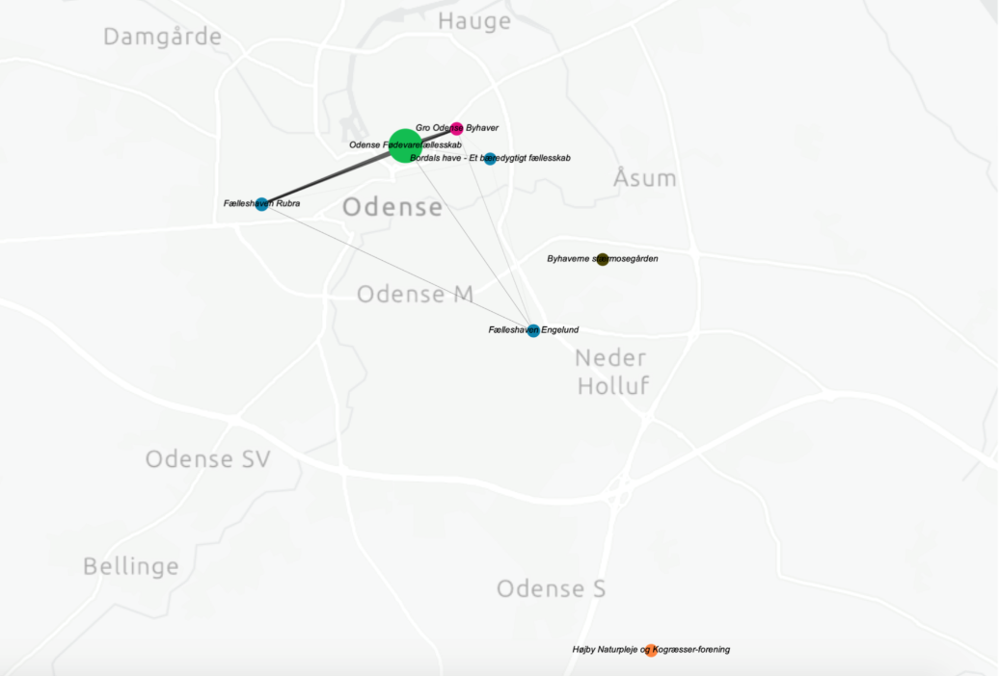 Hauge
Damgårde
Gro Odense Byhaver
Odense Fødevarefællesskab
Bordals have - Et bæredygtigt fællesskab
Åsum
Fælleshaven Rubra
Odense
Byhaverne stærmosegården
Odense M
Fælleshaven Engelund
Neder
Holluf
Odense SV
Bellinge
Odense S
Højby Naturpleje og Kogræsser-forening